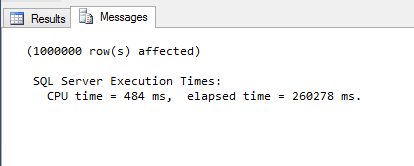 Results Messages
(1000000 row(s) affected)
SQL Server Execution Times:
CPU time = 484 ms, elapsed time = 260278 ms.